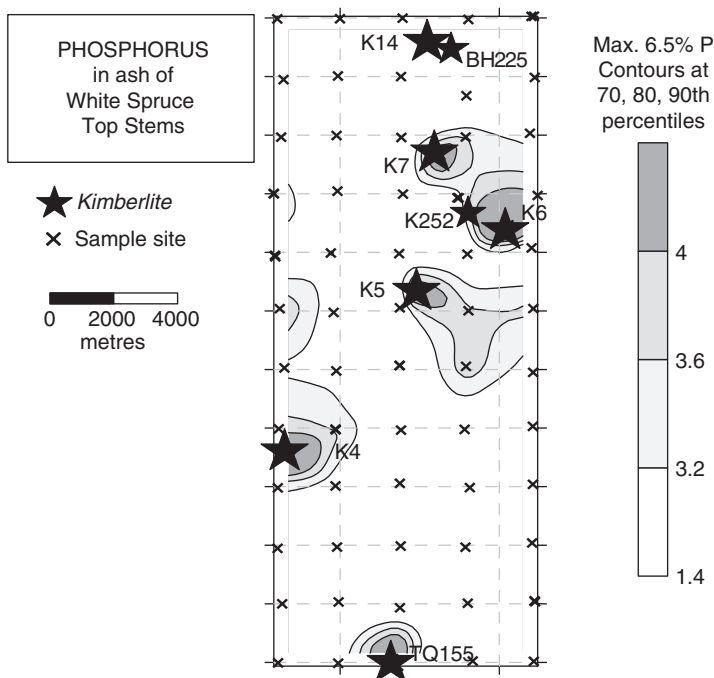 PHOSPHORUS
in ash of
White Spruce
Top Stems
Kimberlite
Sample site
0 2000 4000
metres
K14
BH225
K7
K252
K6
K5
K4
TQ155
Max. 6.5% P
Contours at
70, 80, 90th
percentiles
4
3.6
3.2
1.4